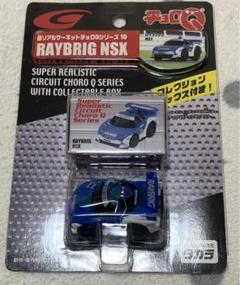 G
チョロQ
超リアルサーキットチョロQシリーズ 10
RAYBRIG NSX
SUPER REALISTIC
CIRCUIT CHORO Q SERIES
WITH COLLECTABLE BOX
コレクション
ボックス付き!
Super
Realistic
Circuit Choro Q
Series
RAYBRIG
NSX
タカラ